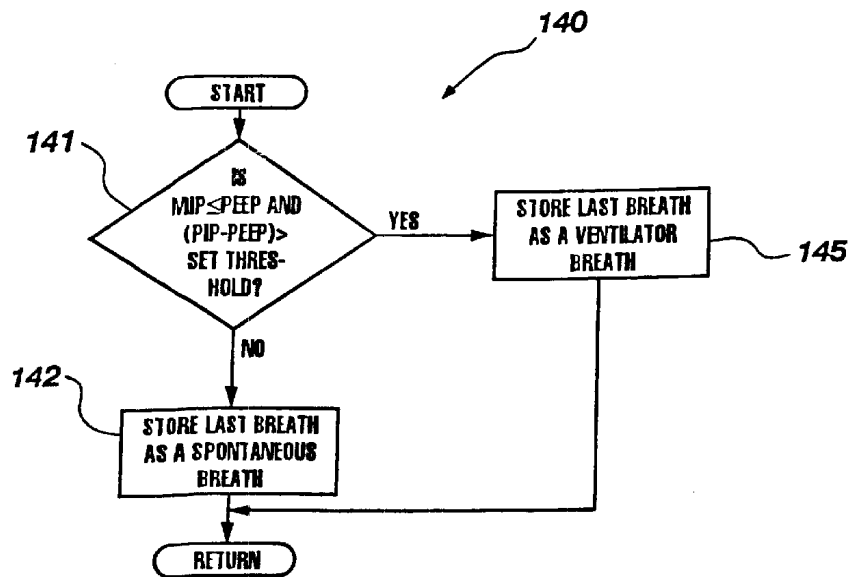 140
START
141
IS
MIP≤PEEP AND
(PIP-PEEP)>
SET THRES-
HOLD?
YES
STORE LAST BREATH
AS A VENTILATOR
BREATH
145
NO
142
STORE LAST BREATH
AS A SPONTANEOUS
BREATH
RETURN